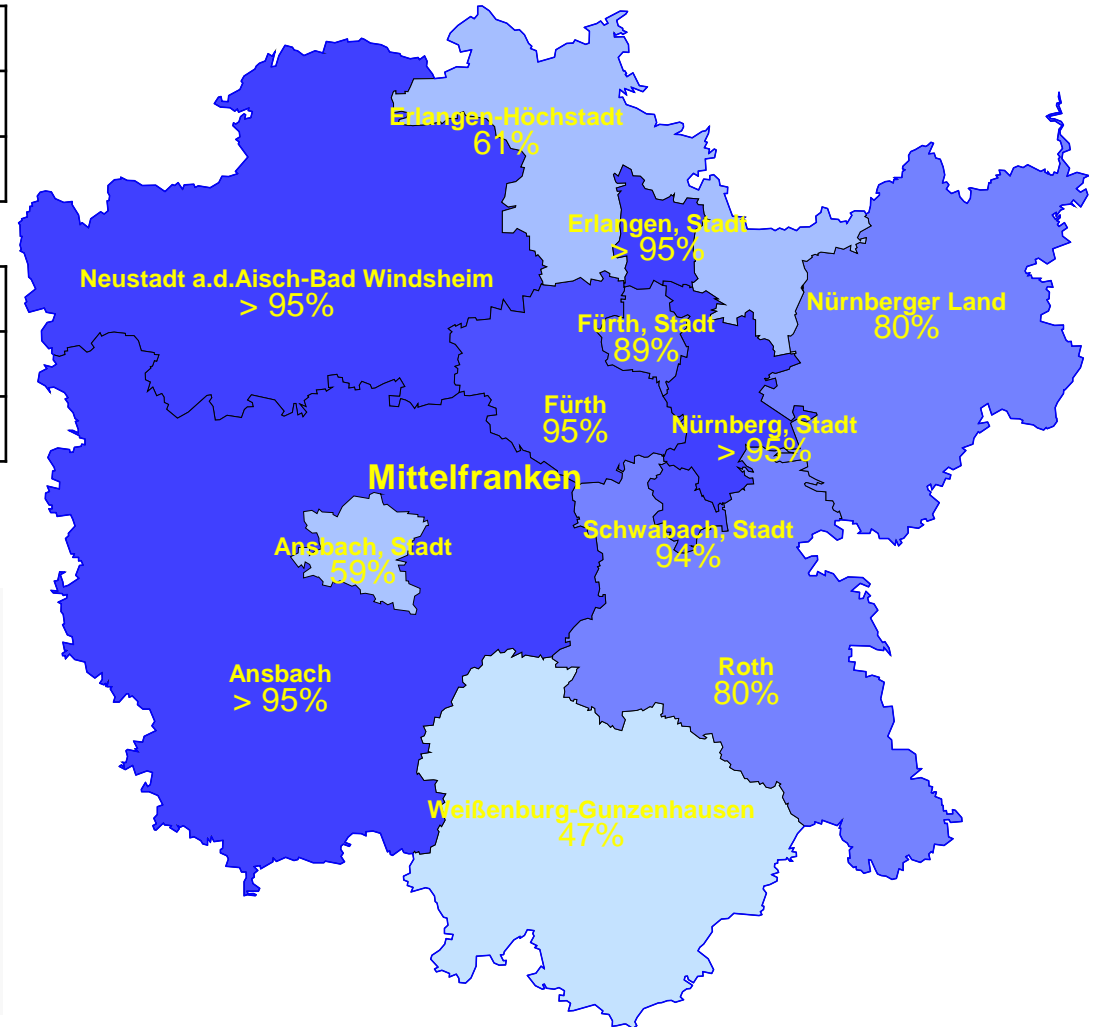 Erlangen-Höchstadt
61%
Erlangen, Stadt
> 95%
Neustadt a.d.Aisch-Bad Windsheim
> 95%
Nürnberger Land
80%
Fürth, Stadt
89%
Fürth
95%
Nürnberg, Stadt
> 95%
Mittelfranken
Schwabach, Stadt
94%
Ansbach, Stadt
59%
Ansbach
> 95%
Roth
80%
Weißenburg-Gunzenhausen
47%